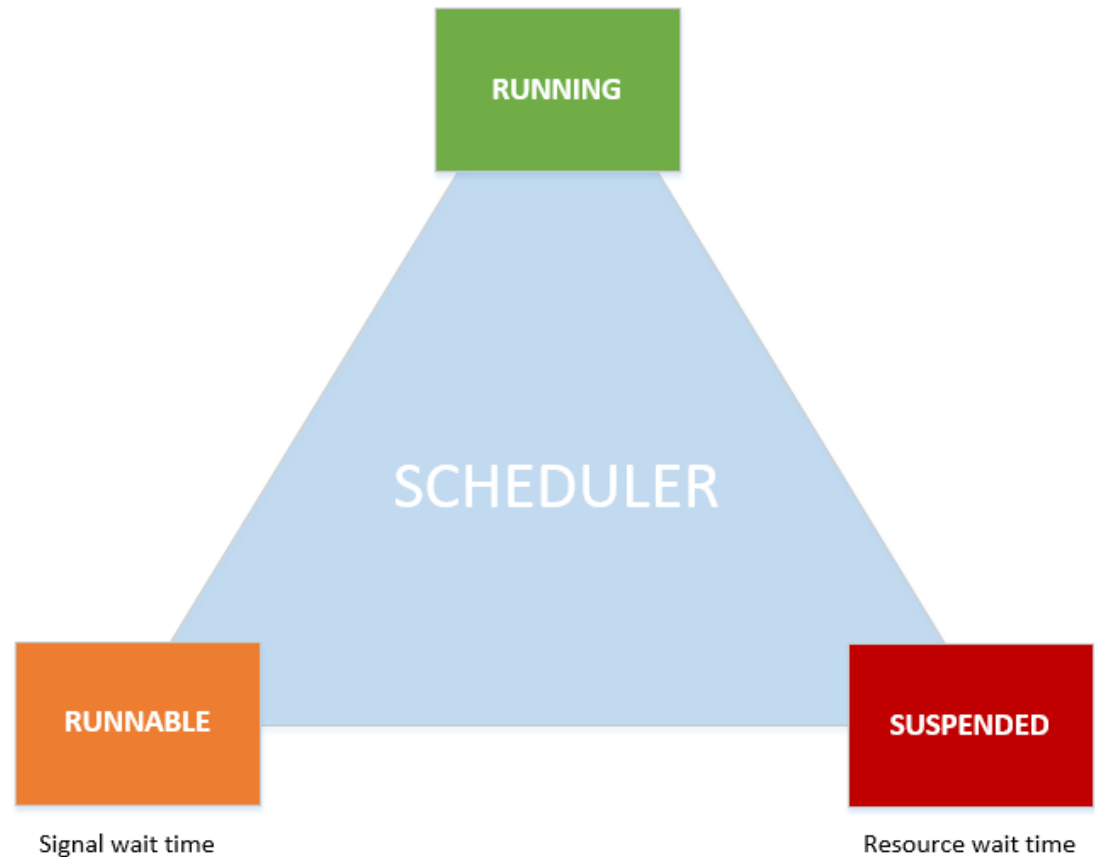 RUNNING
SCHEDULER
RUNNABLE
SUSPENDED
Signal wait time
Resource wait time